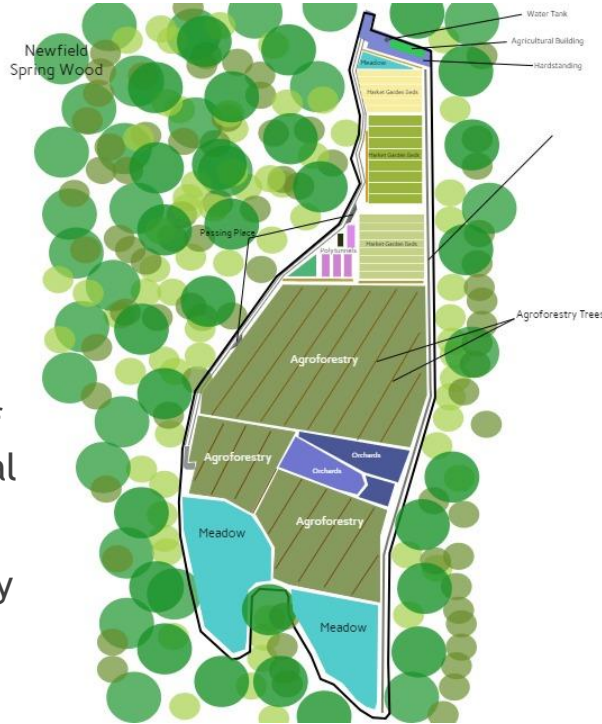 Water Tank
Newfield
Spring Wood
Agricultural Building
Meadow
Hardstanding
Market Garden Beds
Market Garden Beds
Passing Place
Market Garden Beds
Polytunnels
Agroforestry Trees
Agroforestry
al
Orchards
Agroforestry
Orchards
Agroforestry
Meadow
y
Meadow